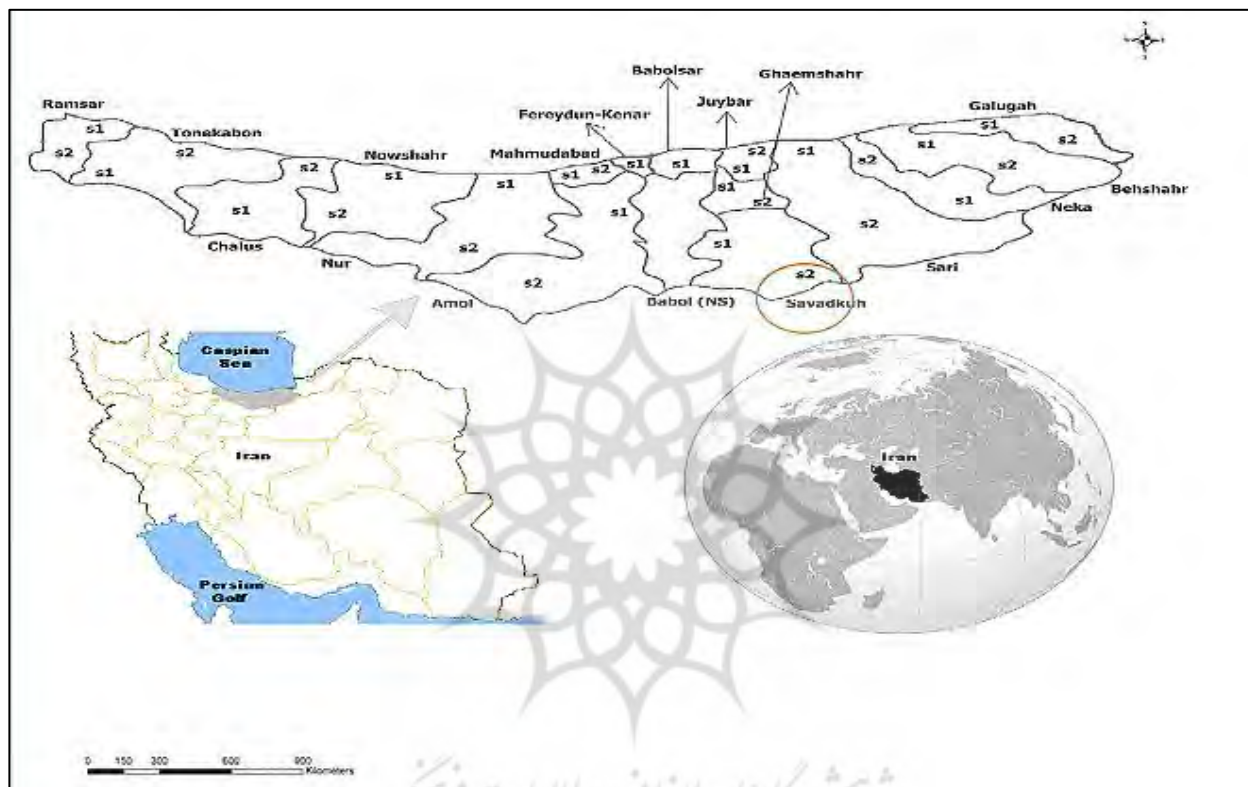 Babolsar
Ghaemshahr
Ramsar
Juybar
Galugah
Fereydun-Kenar
s1
Tonekabon
s1
s2
s2
s2
s1
s1
s2
Nowshahr
Mahmudabad
s2
s1
s1
s1
s2
s1
s1
s1
s1
s2
s2
s1
s1
s2
s1
s2
s1
s2
s1
Behshahr
Neka
Chalus
s2
s1
s2
Nur
s2
s2
Sari
Amol
Babol (NS)
Savadkuh
Caspian
Sea
Iran
Iran
Persian
Golf
0 150 300 600 900
Kilometers